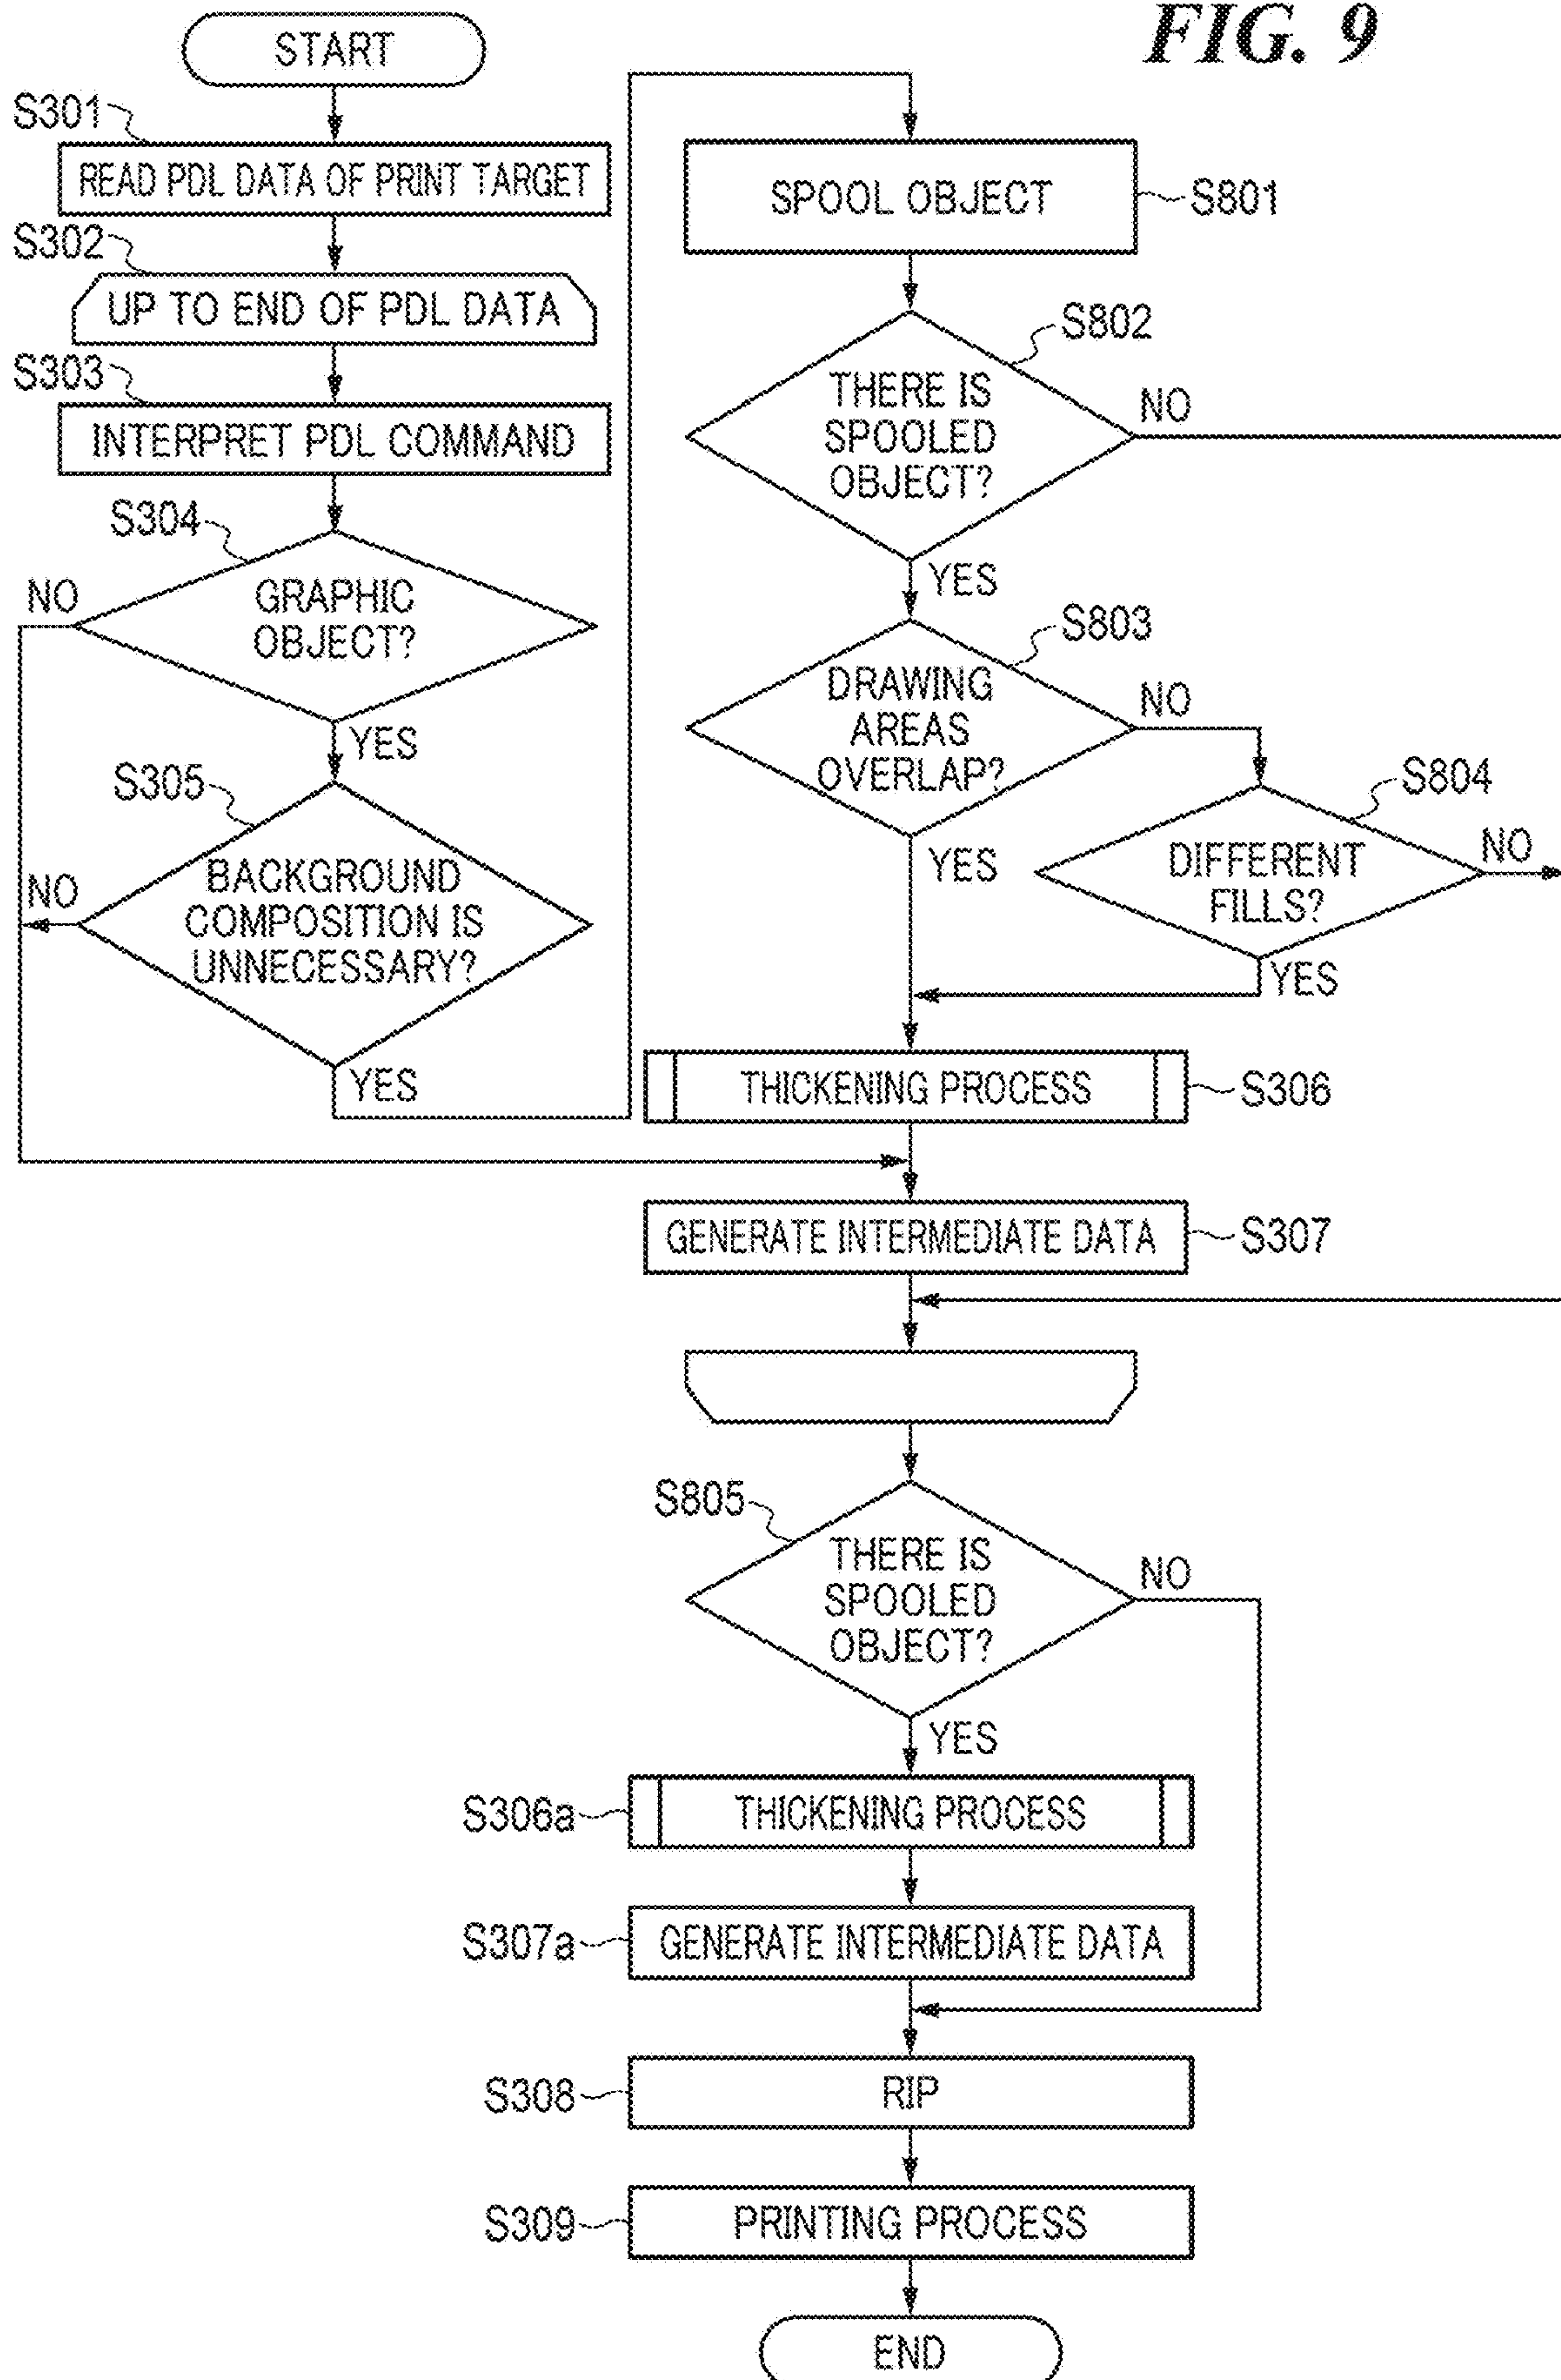 FIG. 9
START
S301
READ PDL DATA OF PRINT TARGET
S302
UP TO END OF PDL DATA
S303
INTERPRET PDL COMMAND
S304
NO
GRAPHIC
OBJECT?
YES
S305
NO
BACKGROUND
COMPOSITION IS
UNNECESSARY?
YES
SPOOL OBJECT
S801
S802
THERE IS
SPOOLED
OBJECT?
NO
YES
S803
DRAWING
AREAS
OVERLAP?
NO
YES
S804
DIFFERENT
FILLS?
NO
YES
THICKENING PROCESS
S306
GENERATE INTERMEDIATE DATA
S307
S805
THERE IS
SPOOLED
OBJECT?
NO
YES
S306a
THICKENING PROCESS
S307a
GENERATE INTERMEDIATE DATA
S308
RIP
S309
PRINTING PROCESS
END